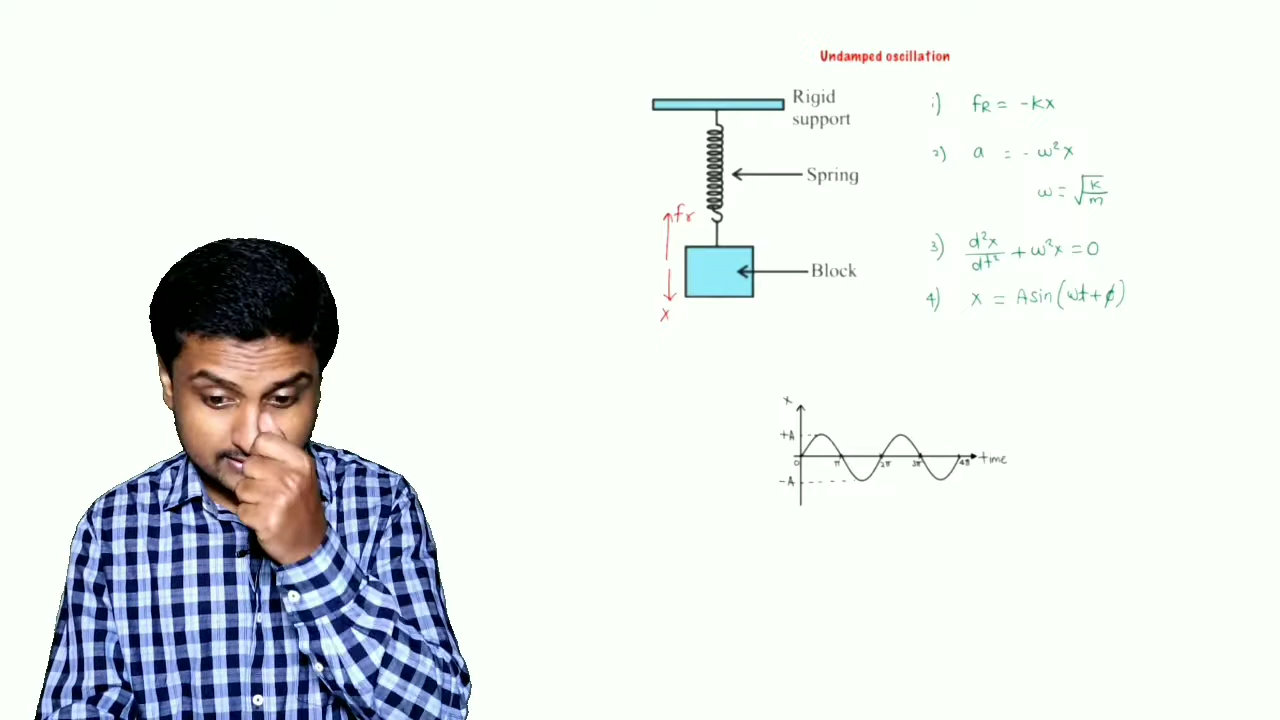 Undamped oscillation
Rigid
support
Spring
fr
Block
x
1) fR = -kx
2) a = - ω²x
ω = √(k/m)
3) d²x/dt² + ω²x = 0
4) x = A sin(ωt + ϕ)
x
+A
0 π 2π 3π 4π time
-A